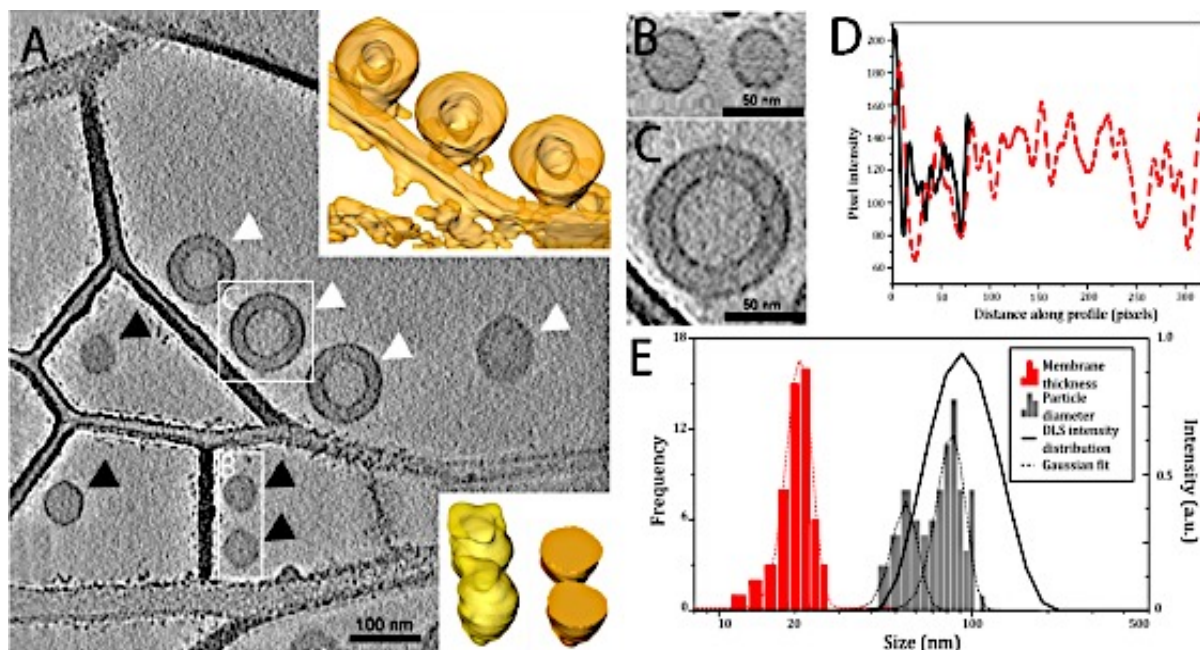 A
C
B
100 nm
B
50 nm
C
50 nm
D
Pixel intensity
200
180
160
140
120
100
80
60
0
50
100
150
200
250
300
Distance along profile (pixels)
E
Frequency
18
12
6
0
10
20
100
500
Size (nm)
1.0
0.5
0
Intensity (a.u.)
Membrane
thickness
Particle
diameter
DLS intensity
distribution
Gaussian fit